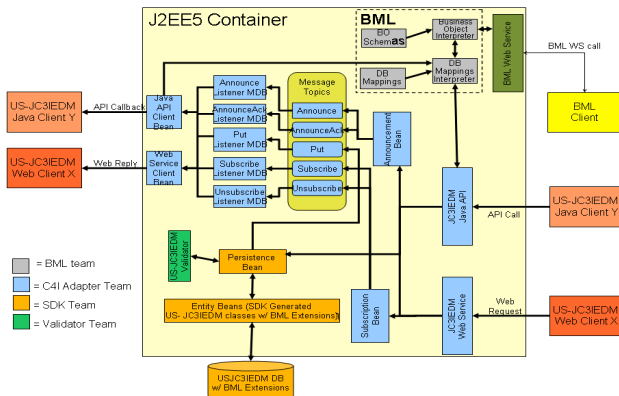 J2EE5 Container
BML
BO
Schemas
Business
Object
Interpreter
DB
Mappings
DB
Mappings
Interpreter
BML Web Service
BML WS call
BML
Client
US-JC3IEDM
Java Client Y
API Callback
Java
API
Client
Bean
Announce
Listener MDB
AnnounceAck
Listener MDB
Put
Listener MDB
Subscribe
Listener MDB
Unsubscribe
Listener MDB
Message
Topics
Announce
AnnounceAck
Put
Subscribe
Unsubscribe
Announcement
Bean
US-JC3IEDM
Web Client X
Web Reply
Web
Service
Client
Bean
JC3IEDM
Java API
API Call
US-JC3IEDM
Java Client Y
US-JC3IEDM
Validator
Persistence
Bean
= BML team
= C4I Adapter Team
= SDK Team
= Validator Team
Entity Beans (SDK Generated
US- JC3IEDM classes w/ BML Extensions)
Subscription
Bean
JC3IEDM
Web Service
Web
Request
US-JC3IEDM
Web Client X
USJC3IEDM DB
w/ BML Extensions